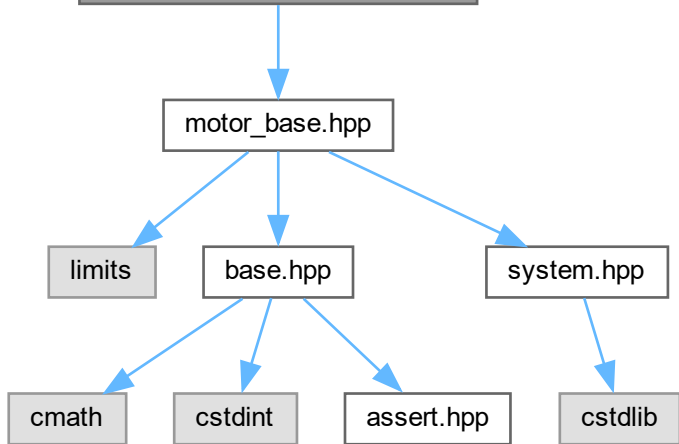 motor_base.hpp
limits
base.hpp
system.hpp
cmath
cstdint
assert.hpp
cstdlib